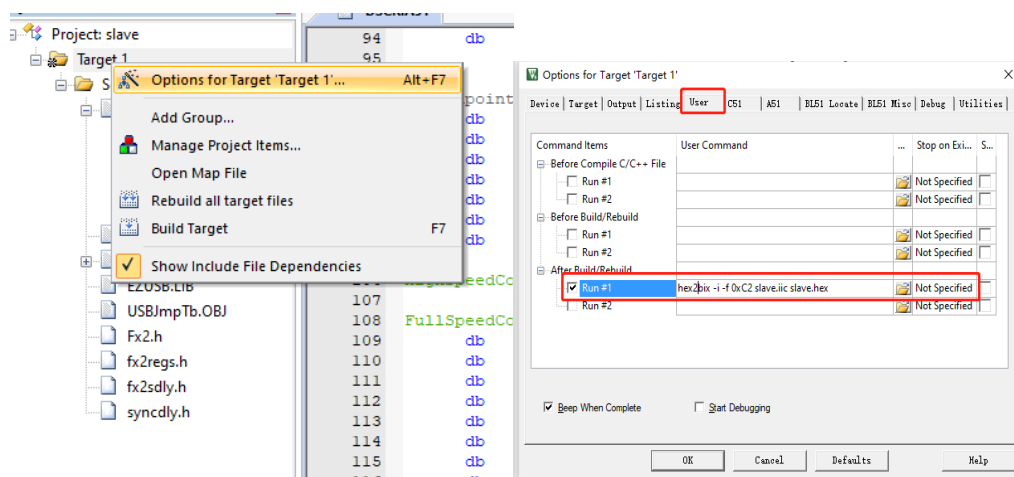 Project: slave
Target 1
S
Options for Target 'Target 1'... Alt+F7
Add Group...
Manage Project Items...
Open Map File
Rebuild all target files
Build Target F7
Show Include File Dependencies
EZUSB.LIB
USBJmpTb.OBJ
Fx2.h
fx2regs.h
fx2sdly.h
syncdly.h
94 db
95
point
db
db
db
db
db
db
db
107
108 FullSpeedCo
109 db
110 db
111 db
112 db
113 db
114 db
115 db
Options for Target 'Target 1'
Device | Target | Output | Listing User C51 | A51 | BL51 Locate | BL51 Misc | Debug | Utilities |
Command Items User Command ... Stop on Exi... S...
Before Compile C/C++ File
Run #1 Not Specified
Run #2 Not Specified
Before Build/Rebuild
Run #1 Not Specified
Run #2 Not Specified
After Build/Rebuild
Run #1 hex2bix -i -f 0xC2 slave.iic slave.hex Not Specified
Run #2 Not Specified
Beep When Complete Start Debugging
OK Cancel Defaults Help